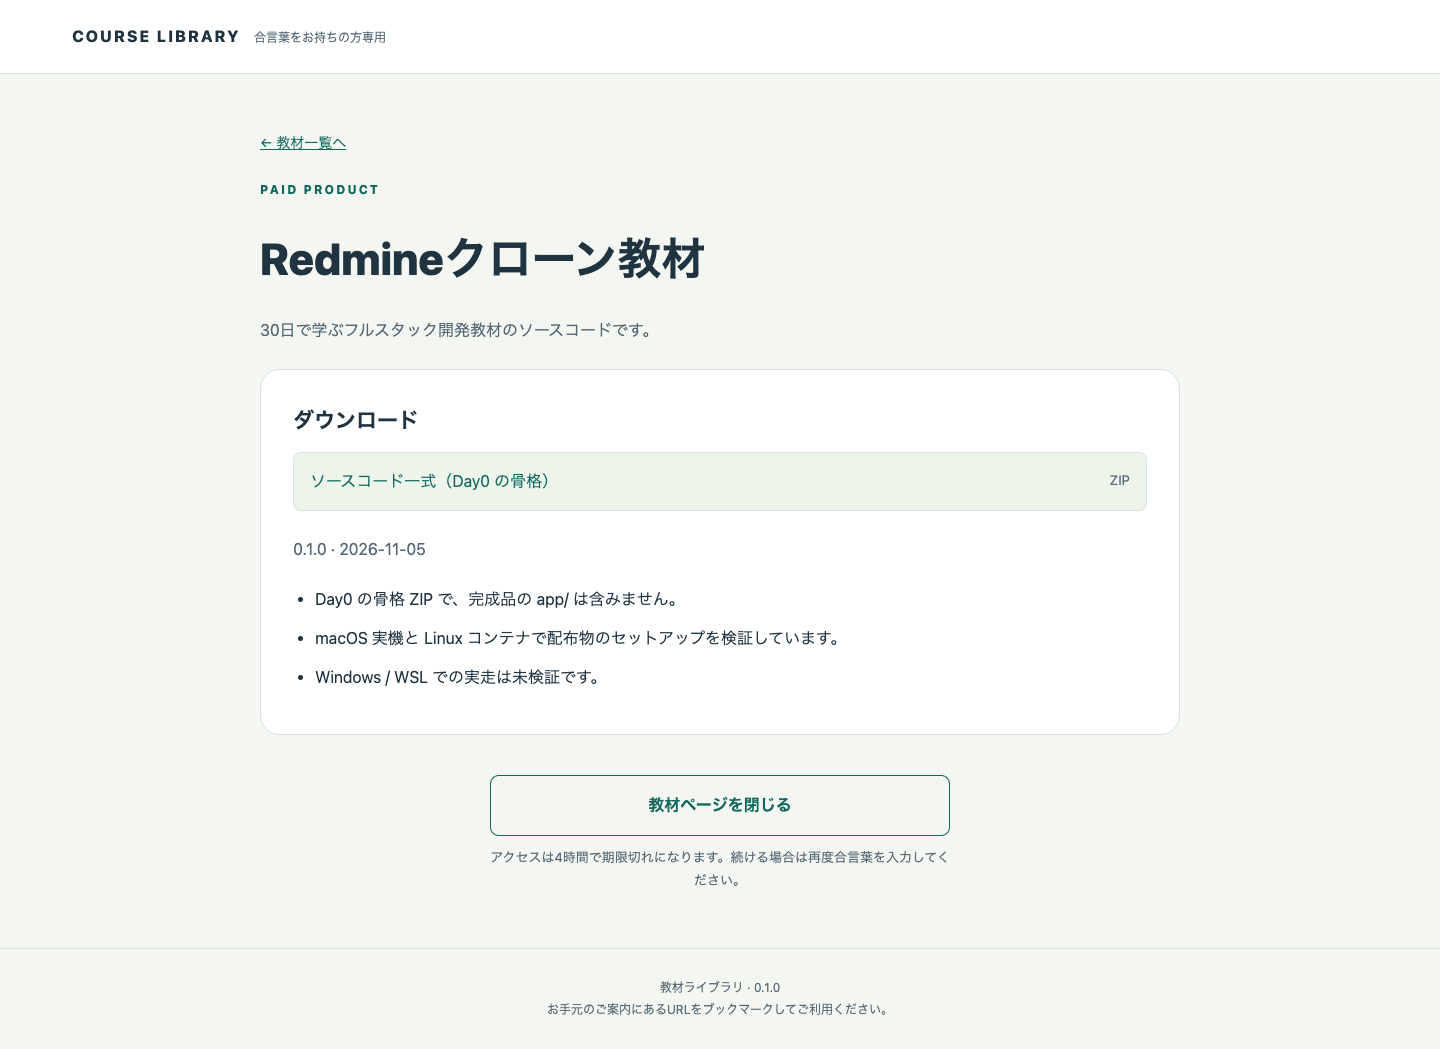 COURSE LIBRARY 合言葉をお持ちの方専用
← 教材一覧へ
PAID PRODUCT
Redmineクローン教材
30日で学ぶフルスタック開発教材のソースコードです。
ダウンロード
ソースコード一式（Day0 の骨格） ZIP
0.1.0 · 2026-11-05
• Day0 の骨格 ZIP で、完成品の app/ は含みません。
• macOS 実機と Linux コンテナで配布物のセットアップを検証しています。
• Windows / WSL での実走は未検証です。
教材ページを閉じる
アクセスは4時間で期限切れになります。続ける場合は再度合言葉を入力してく
ださい。
教材ライブラリ · 0.1.0
お手元のご案内にあるURLをブックマークしてご利用ください。